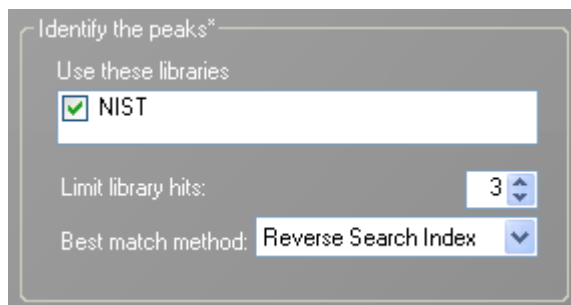 Identify the peaks*
Use these libraries
NIST
Limit library hits: 3
Best match method: Reverse Search Index